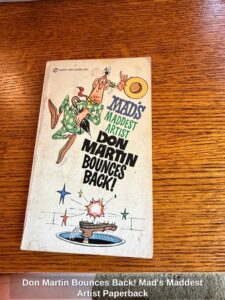 MAD'S
MADDEST
ARTIST
DON
MARTIN
BOUNCES
BACK!
Don Martin Bounces Back! Mad's Maddest
Artist Paperback